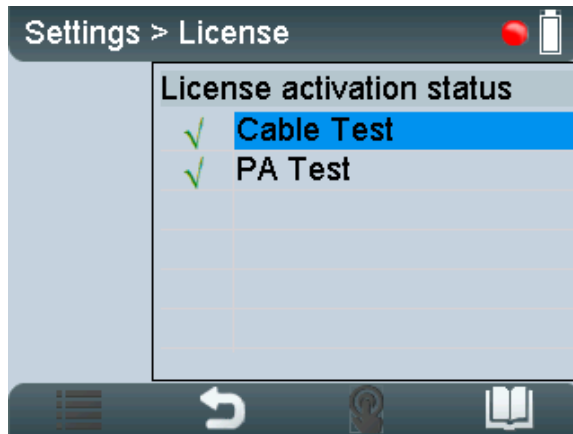 Settings > License
License activation status
√ Cable Test
√ PA Test